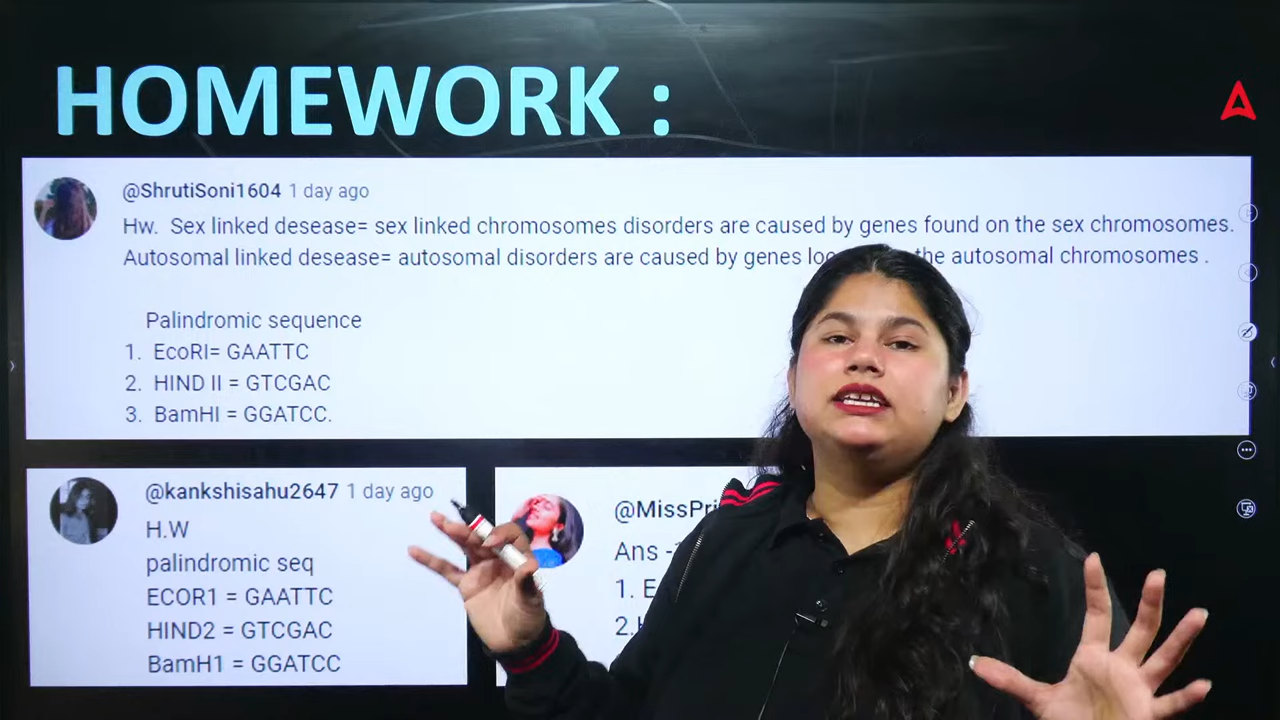 HOMEWORK :
@ShrutiSoni1604 1 day ago
Hw. Sex linked desease= sex linked chromosomes disorders are caused by genes found on the sex chromosomes.
Autosomal linked desease= autosomal disorders are caused by genes the autosomal chromosomes .
Palindromic sequence
1. EcoRI= GAATTC
2. HIND II = GTCGAC
3. BamHI = GGATCC.
@kankshisahu2647 1 day ago
H.W
palindromic seq
ECOR1 = GAATTC
HIND2 = GTCGAC
BamH1 = GGATCC
Ans
1.
2.